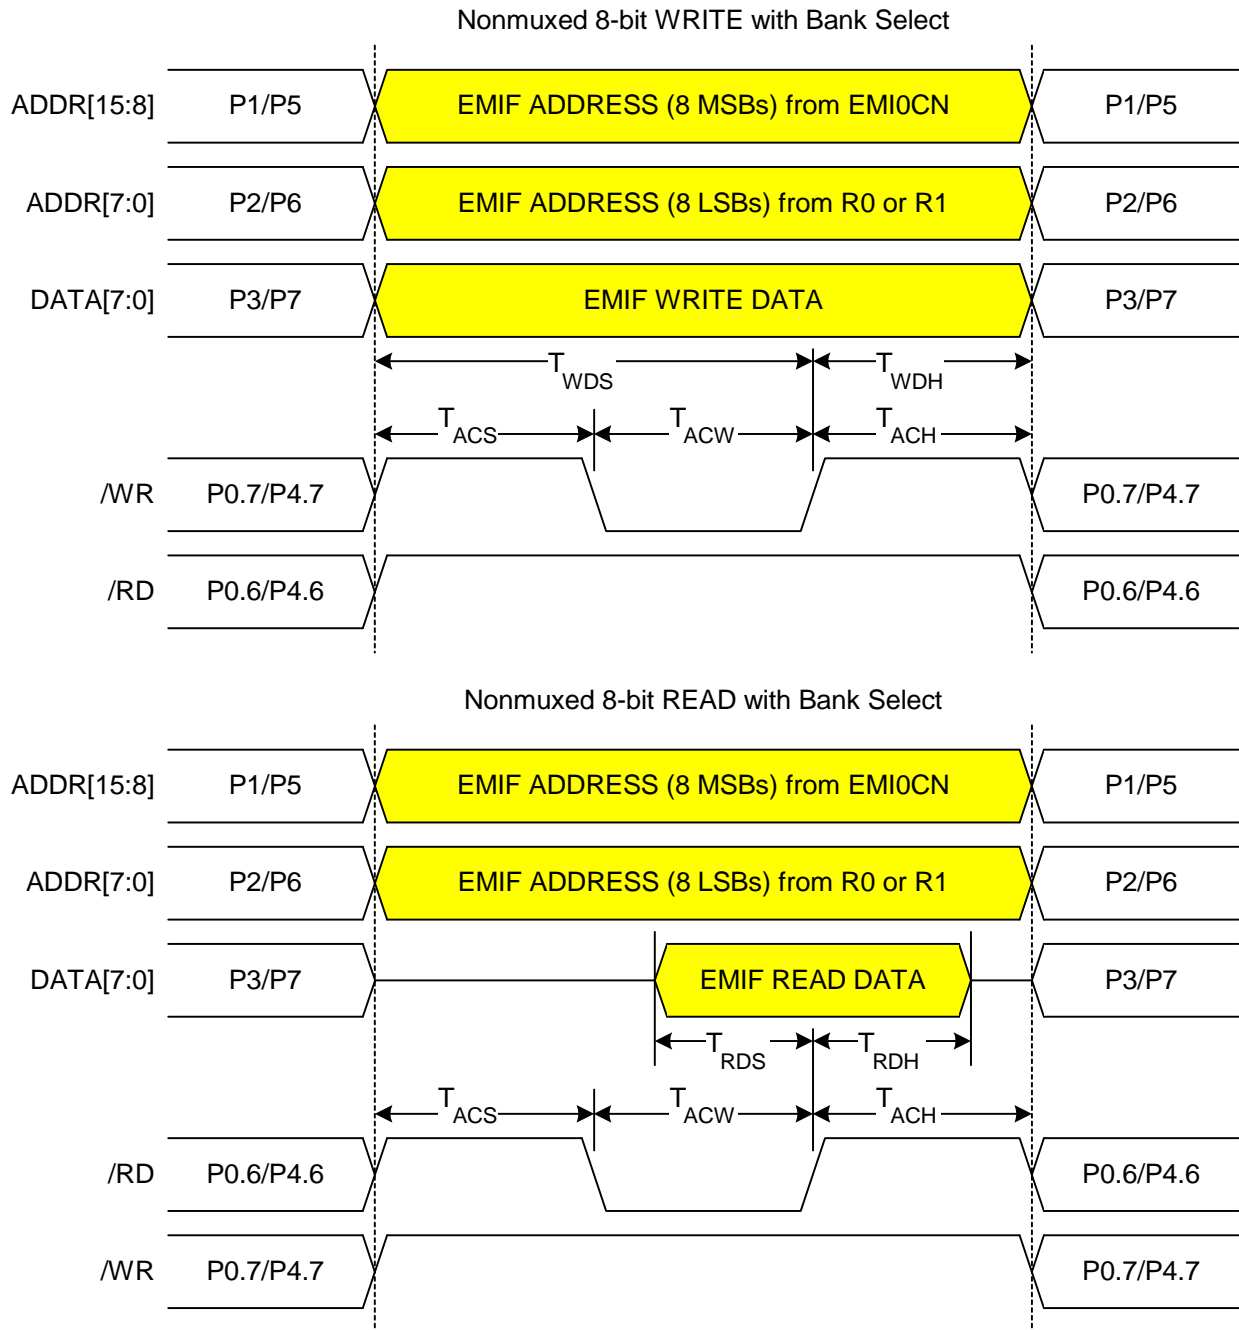 Nonmuxed 8-bit WRITE with Bank Select
ADDR[15:8] P1/P5 EMIF ADDRESS (8 MSBs) from EMI0CN P1/P5
ADDR[7:0] P2/P6 EMIF ADDRESS (8 LSBs) from R0 or R1 P2/P6
DATA[7:0] P3/P7 EMIF WRITE DATA P3/P7
TWDS TWDH
TACS TACW TACH
/WR P0.7/P4.7 P0.7/P4.7
/RD P0.6/P4.6 P0.6/P4.6
Nonmuxed 8-bit READ with Bank Select
ADDR[15:8] P1/P5 EMIF ADDRESS (8 MSBs) from EMI0CN P1/P5
ADDR[7:0] P2/P6 EMIF ADDRESS (8 LSBs) from R0 or R1 P2/P6
DATA[7:0] P3/P7 EMIF READ DATA P3/P7
TRDS TRDH
TACS TACW TACH
/RD P0.6/P4.6 P0.6/P4.6
/WR P0.7/P4.7 P0.7/P4.7